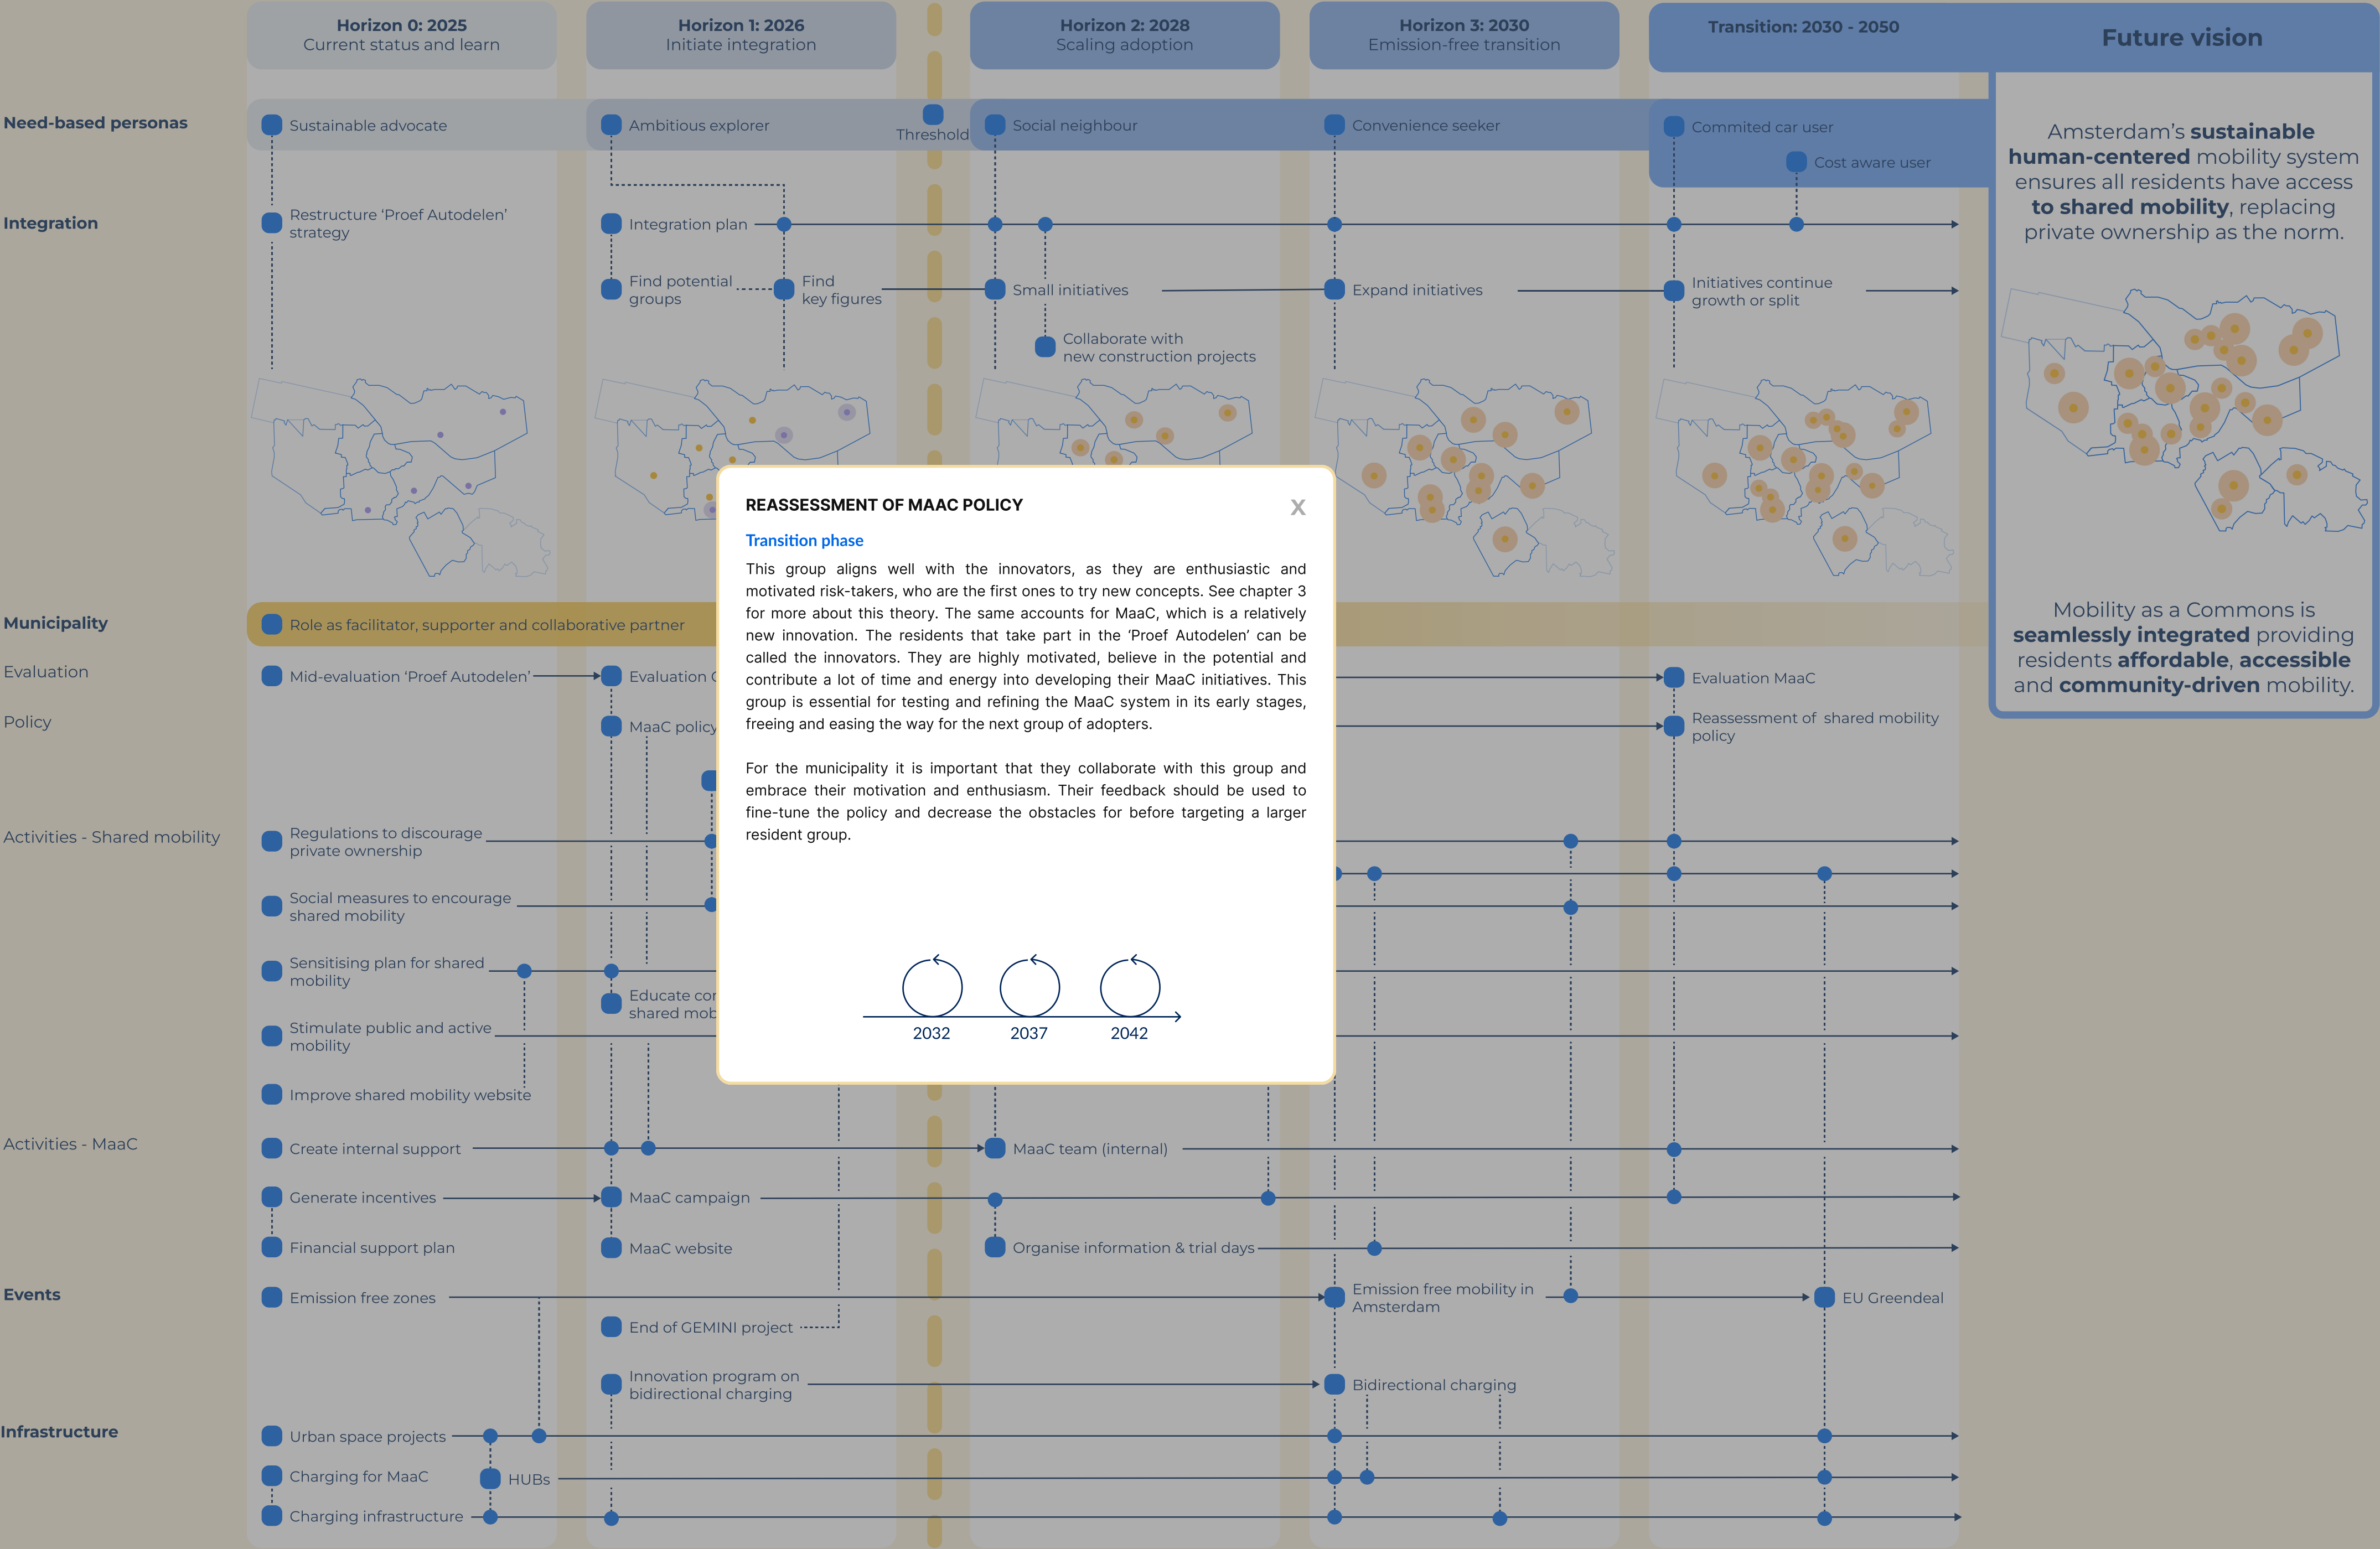 Horizon 0: 2025
Current status and learn
Horizon 1: 2026
Initiate integration
Horizon 2: 2028
Scaling adoption
Horizon 3: 2030
Emission-free transition
Transition: 2030 - 2050
Future vision
Need-based personas
Sustainable advocate
Ambitious explorer
Threshold
Social neighbour
Convenience seeker
Commited car user
Cost aware user
Amsterdam's sustainable
human-centered mobility system
ensures all residents have access
to shared mobility, replacing
private ownership as the norm.
Integration
Restructure ‘Proef Autodelen’
strategy
Integration plan
Find potential
groups
Find
key figures
Small initiatives
Expand initiatives
Initiatives continue
growth or split
Collaborate with
new construction projects
Municipality
Role as facilitator, supporter and collaborative partner
Mobility as a Commons is
seamlessly integrated providing
residents affordable, accessible
and community-driven mobility.
Evaluation
Mid-evaluation ‘Proef Autodelen’
Evaluation
Evaluation MaaC
Policy
MaaC policy
Reassessment of shared mobility
policy
REASSESSMENT OF MAAC POLICY
X
Transition phase
This group aligns well with the innovators, as they are enthusiastic and
motivated risk-takers, who are the first ones to try new concepts. See chapter 3
for more about this theory. The same accounts for MaaC, which is a relatively
new innovation. The residents that take part in the ‘Proef Autodelen’ can be
called the innovators. They are highly motivated, believe in the potential and
contribute a lot of time and energy into developing their MaaC initiatives. This
group is essential for testing and refining the MaaC system in its early stages,
freeing and easing the way for the next group of adopters.
For the municipality it is important that they collaborate with this group and
embrace their motivation and enthusiasm. Their feedback should be used to
fine-tune the policy and decrease the obstacles for before targeting a larger
resident group.
2032
2037
2042
Activities - Shared mobility
Regulations to discourage
private ownership
Social measures to encourage
shared mobility
Sensitising plan for shared
mobility
Educate
shared
Stimulate public and active
mobility
Improve shared mobility website
Activities - MaaC
Create internal support
MaaC team (internal)
Generate incentives
MaaC campaign
Financial support plan
MaaC website
Organise information & trial days
Events
Emission free zones
Emission free mobility in
Amsterdam
EU Greendeal
End of GEMINI project
Innovation program on
bidirectional charging
Bidirectional charging
Infrastructure
Urban space projects
Charging for MaaC
HUBs
Charging infrastructure